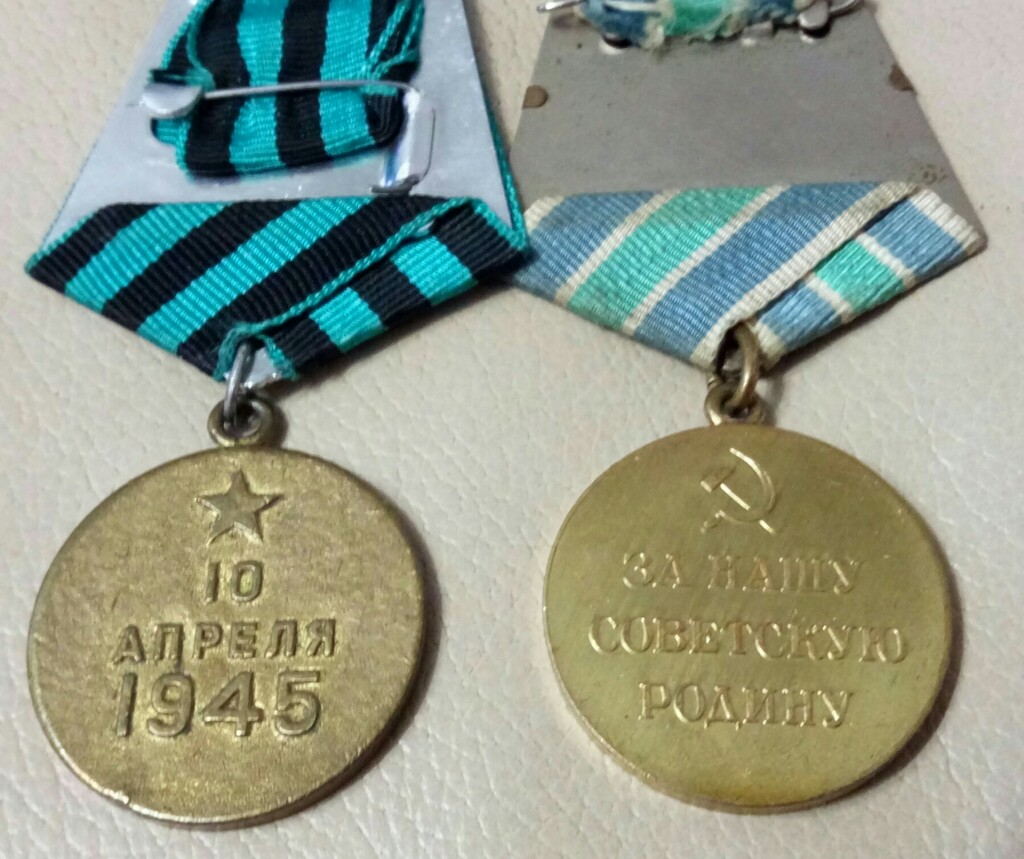 10
АПРЕЛЯ
1945
ЗА НАШУ
СОВЕТСКУЮ
РОДИНУ